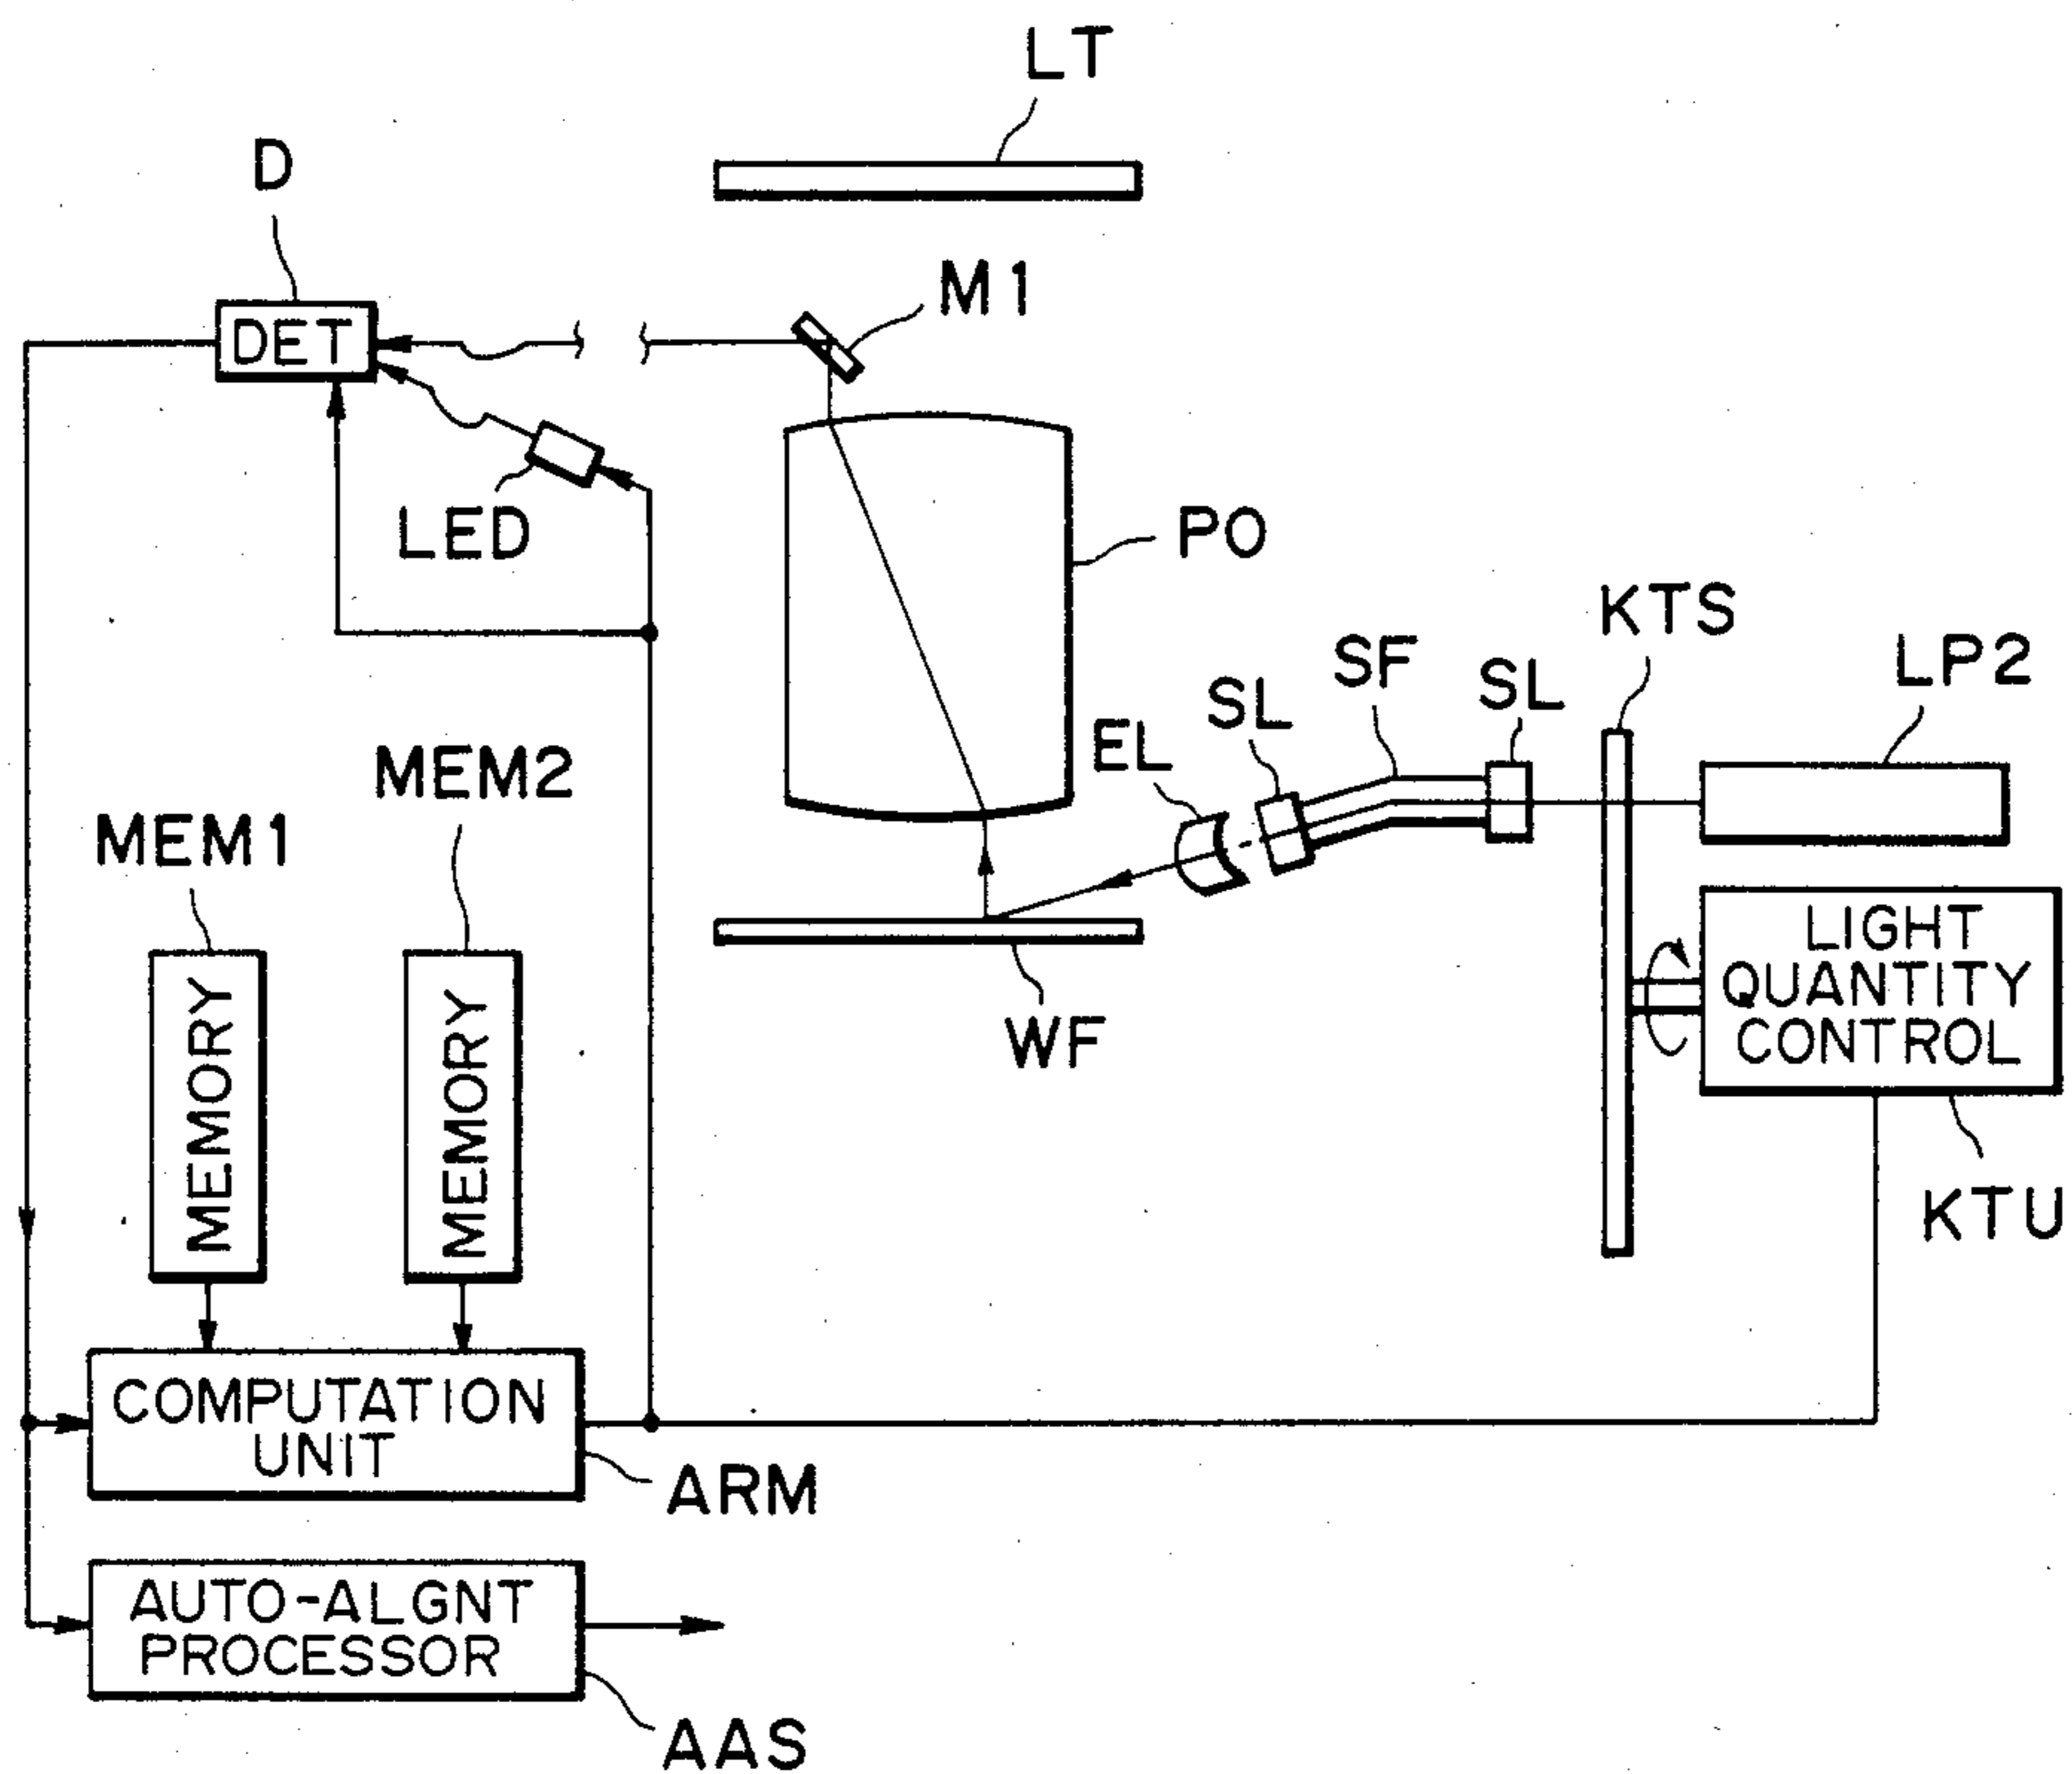 LT
D
M1
DET
LED
PO
KTS
SF
SL
LP2
SL
EL
MEM2
MEM1
LIGHT
QUANTITY
CONTROL
WF
MEMORY
MEMORY
KTU
COMPUTATION
UNIT
ARM
AUTO-ALGNT
PROCESSOR
AAS